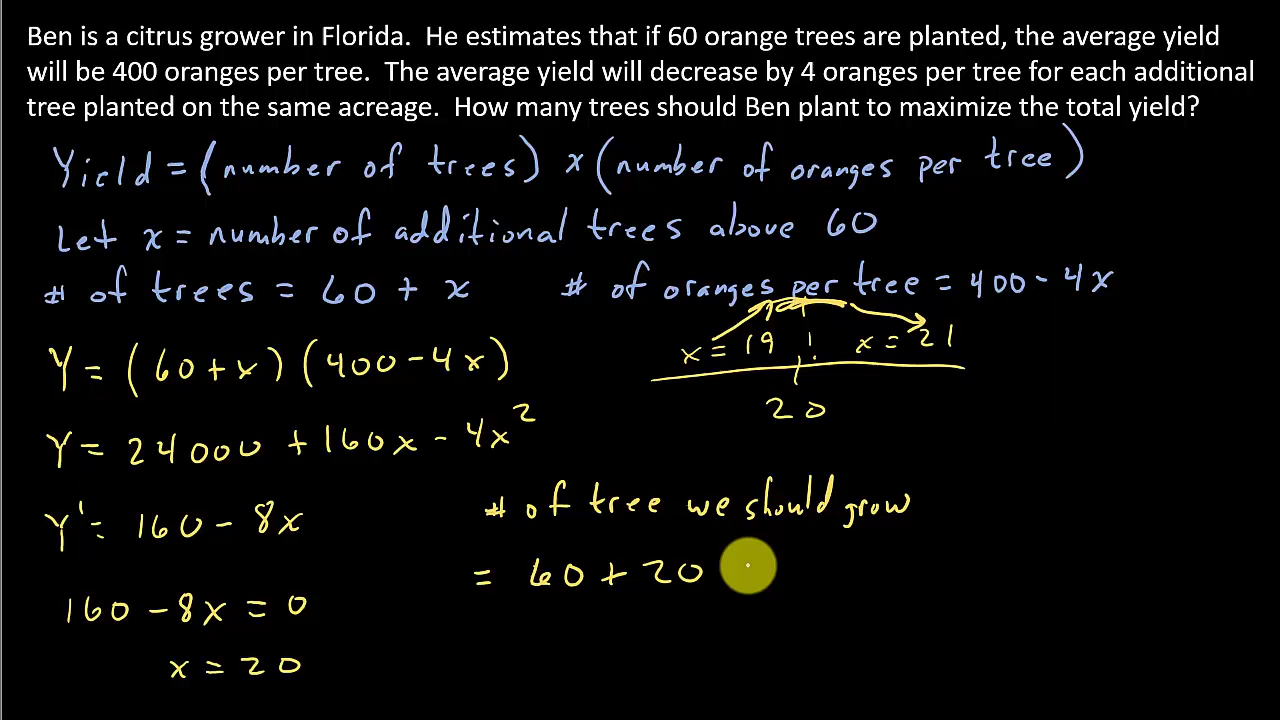 Ben is a citrus grower in Florida.  He estimates that if 60 orange trees are planted, the average yield
will be 400 oranges per tree.  The average yield will decrease by 4 oranges per tree for each additional
tree planted on the same acreage.  How many trees should Ben plant to maximize the total yield?
Yield = (number of trees) x (number of oranges per tree)
Let x = number of additional trees above 60
# of trees = 60 + x
# of oranges per tree = 400 - 4x
x = 19
x = 21
20
Y = (60 + x)(400 - 4x)
Y = 24000 + 160x - 4x²
Y' = 160 - 8x
160 - 8x = 0
x = 20
# of tree we should grow
= 60 + 20